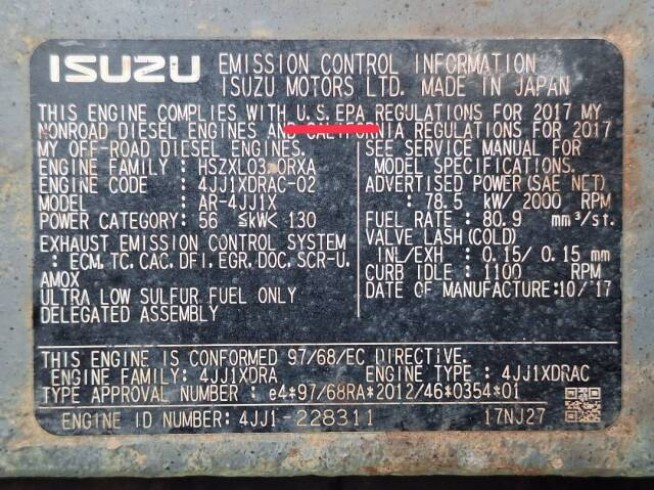 ISUZU EMISSION CONTROL INFORMATION
ISUZU MOTORS LTD. MADE IN JAPAN
THIS ENGINE COMPLIES WITH U.S.EPA REGULATIONS FOR 2017 MY
NONROAD DIESEL ENGINES AND CALIFORNIA REGULATIONS FOR 2017
MY OFF-ROAD DIESEL ENGINES.
ENGINE FAMILY : HSZXL03.0RXA
ENGINE CODE : 4JJ1XDRAC-02
MODEL : AR-4JJ1X
POWER CATEGORY: 56 ≦kW< 130
EXHAUST EMISSION CONTROL SYSTEM
: ECM, TC, CAC, DFI, EGR, DOC, SCR-U,
AMOX
ULTRA LOW SULFUR FUEL ONLY
DELEGATED ASSEMBLY
SEE SERVICE MANUAL FOR
MODEL SPECIFICATIONS.
ADVERTISED POWER(SAE NET)
: 78.5 kW/ 2000 RPM
FUEL RATE : 80.9 mm³/st.
VALVE LASH(COLD)
INL/EXH : 0.15/ 0.15 mm
CURB IDLE : 1100 RPM
DATE OF MANUFACTURE:10/'17
THIS ENGINE IS CONFORMED 97/68/EC DIRECTIVE.
ENGINE FAMILY: 4JJ1XDRA ENGINE TYPE : 4JJ1XDRAC
TYPE APPROVAL NUMBER : e4*97/68RA*2012/46*0354*01
ENGINE ID NUMBER: 4JJ1-228311 17NJ27